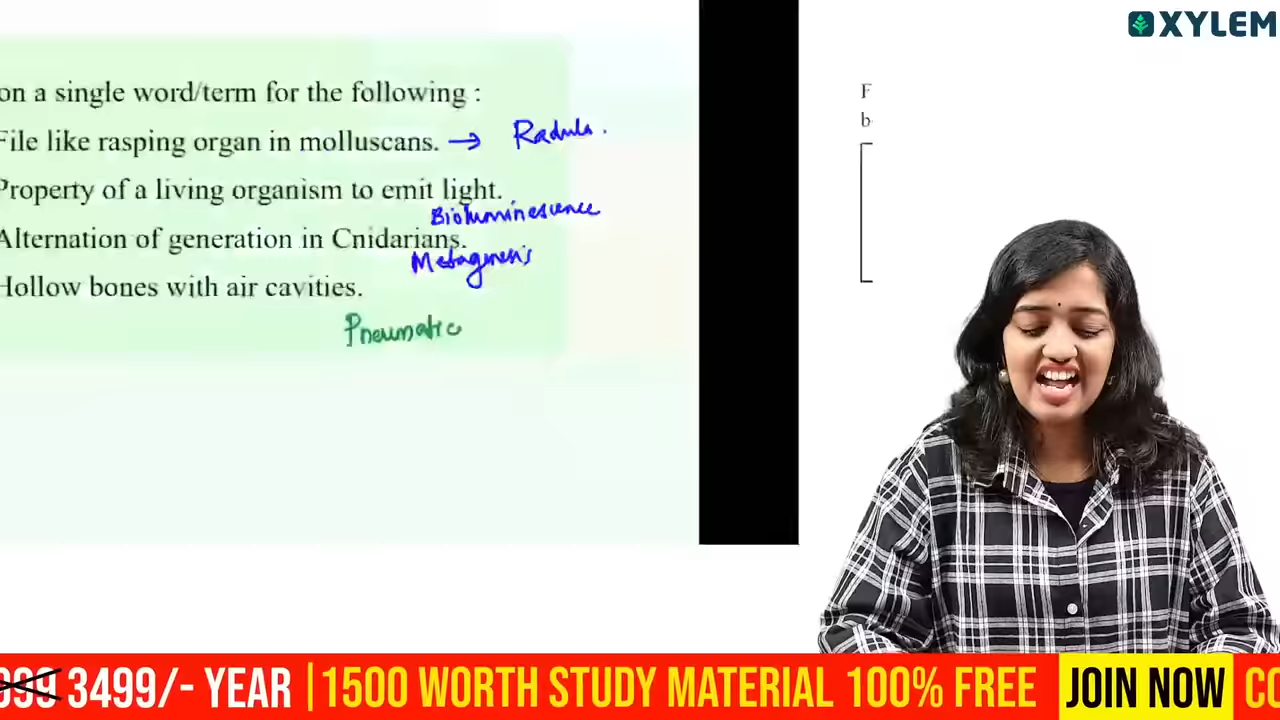 XYLEM
on a single word/term for the following :
File like rasping organ in molluscans. → Radula.
Property of a living organism to emit light.
Bioluminescence
Alternation of generation in Cnidarians.
Metagenesis
Hollow bones with air cavities.
Pneumatic
F
b
3499/- YEAR | 1500 WORTH STUDY MATERIAL 100% FREE JOIN NOW CO